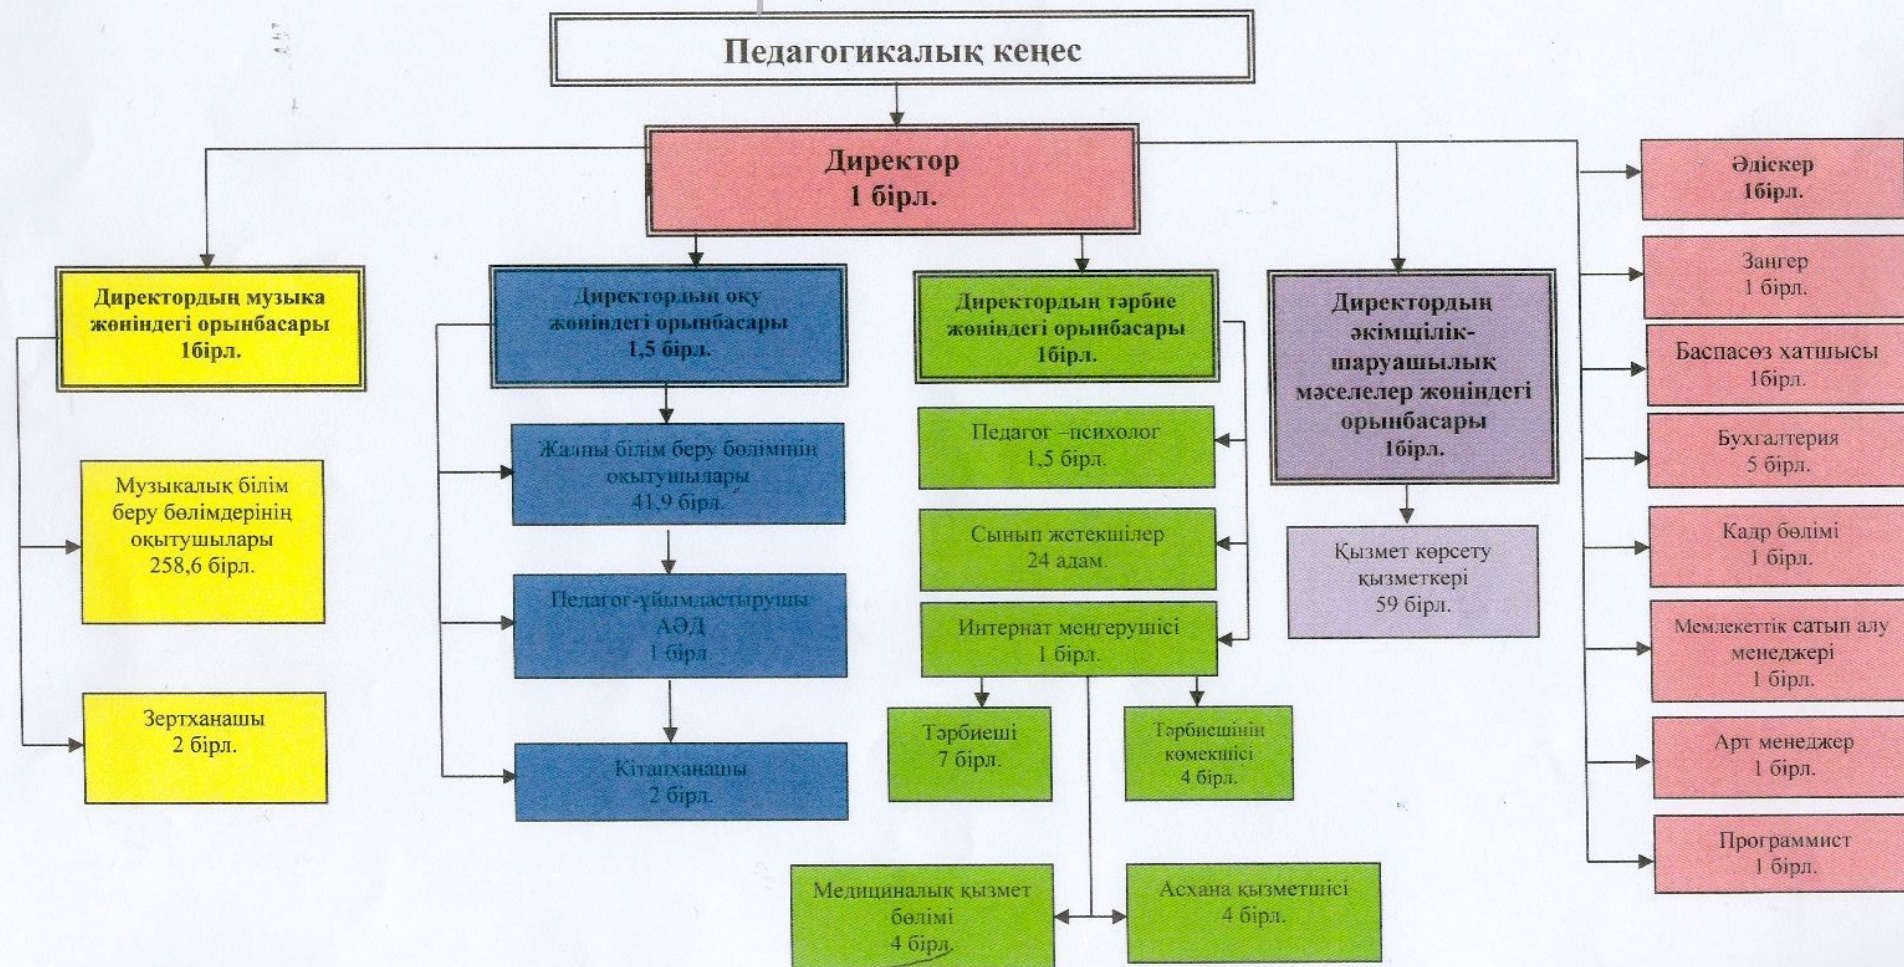 Педагогикалық кеңес
Директор
1 бірл.
Директордың музыка
жөніндегі орынбасары
1бірл.
Музыкалық білім
беру бөлімдерінің
оқытушылары
258,6 бірл.
Зертханашы
2 бірл.
Директордың оқу
жөніндегі орынбасары
1,5 бірл.
Жалпы білім беру бөлімінің
оқытушылары
41,9 бірл.
Педагог-ұйымдастырушы
АӘД
1 бірл.
Кітапханашы
2 бірл.
Директордың тәрбие
жөніндегі орынбасары
1бірл.
Педагог –психолог
1,5 бірл.
Сынып жетекшілер
24 адам.
Интернат меңгерушісі
1 бірл.
Тәрбиеші
7 бірл.
Тәрбиешінің
көмекшісі
4 бірл.
Медициналық қызмет
бөлімі
4 бірл.
Асхана қызметшісі
4 бірл.
Директордың
әкімшілік-
шаруашылық
мәселелер жөніндегі
орынбасары
1бірл.
Қызмет көрсету
қызметкері
59 бірл.
Әдіскер
1бірл.
Заңгер
1 бірл.
Баспасөз хатшысы
1бірл.
Бухгалтерия
5 бірл.
Кадр бөлімі
1 бірл.
Мемлекеттік сатып алу
менеджері
1 бірл.
Арт менеджер
1 бірл.
Программист
1 бірл.